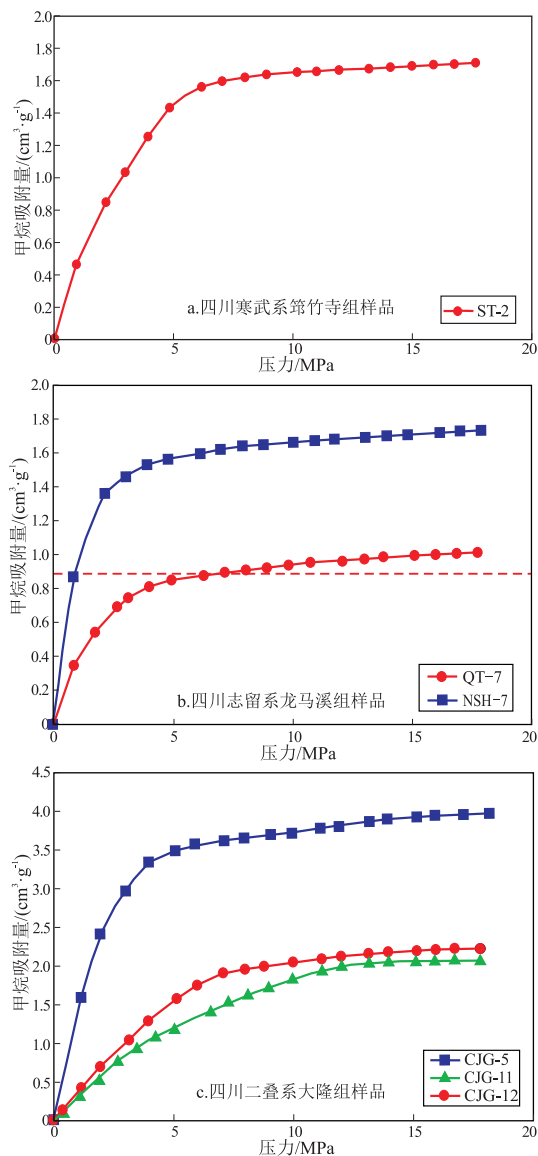 2.0
1.8
1.6
1.4
1.2
1.0
0.8
0.6
0.4
0.2
0
甲烷吸附量/(cm³·g⁻¹)
a.四川寒武系筇竹寺组样品
ST-2
0 5 10 15 20
压力/MPa
2.0
1.8
1.6
1.4
1.2
1.0
0.8
0.6
0.4
0.2
0
甲烷吸附量/(cm³·g⁻¹)
QT-7
NSH-7
b.四川志留系龙马溪组样品
0 5 10 15 20
压力/MPa
4.5
4.0
3.5
3.0
2.5
2.0
1.5
1.0
0.5
0
甲烷吸附量/(cm³·g⁻¹)
CJG-5
CJG-11
CJG-12
c.四川二叠系大隆组样品
0 5 10 15 20
压力/MPa